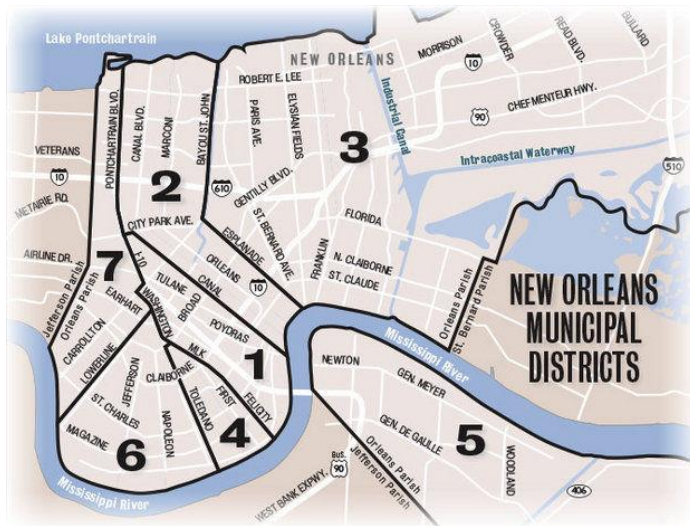 Lake Pontchartrain
NEW ORLEANS
MORRISON
CROWDER
READ BLVD.
BULLARD
10
ROBERT E. LEE
PONTCHARTRAIN BLVD.
CANAL BLVD.
MARCONI
BAYOU ST. JOHN
PARIS AVE.
ELYSIAN FIELDS
3
Industrial Canal
90
CHEF MENTEUR HWY.
VETERANS
10
2
610
GENTILLY BLVD.
Intracoastal Waterway
510
METAIRIE RD.
CITY PARK AVE.
ST. BERNARD AVE.
FLORIDA
ESPLANADE
AIRLINE DR.
7
I-10
TULANE
CANAL
ORLEANS
10
FRANKLIN
N. CLAIBORNE
ST. CLAUDE
Jefferson Parish
Orleans Parish
EARHART
WASHINGTON
BROAD
POYDRAS
Orleans Parish
St. Bernard Parish
NEW ORLEANS
MUNICIPAL
DISTRICTS
CARROLLTON
LOWERLINE
MLK
1
Mississippi River
NEWTON
JEFFERSON
CLAIBORNE
TOLEDANO
FIRST
FELICITY
GEN. MEYER
ST. CHARLES
MAGAZINE
6
NAPOLEON
4
GEN. DE GAULLE
5
WOODLAND
Orleans Parish
Jefferson Parish
Bus.
90
WEST BANK EXPWY.
406
Mississippi River